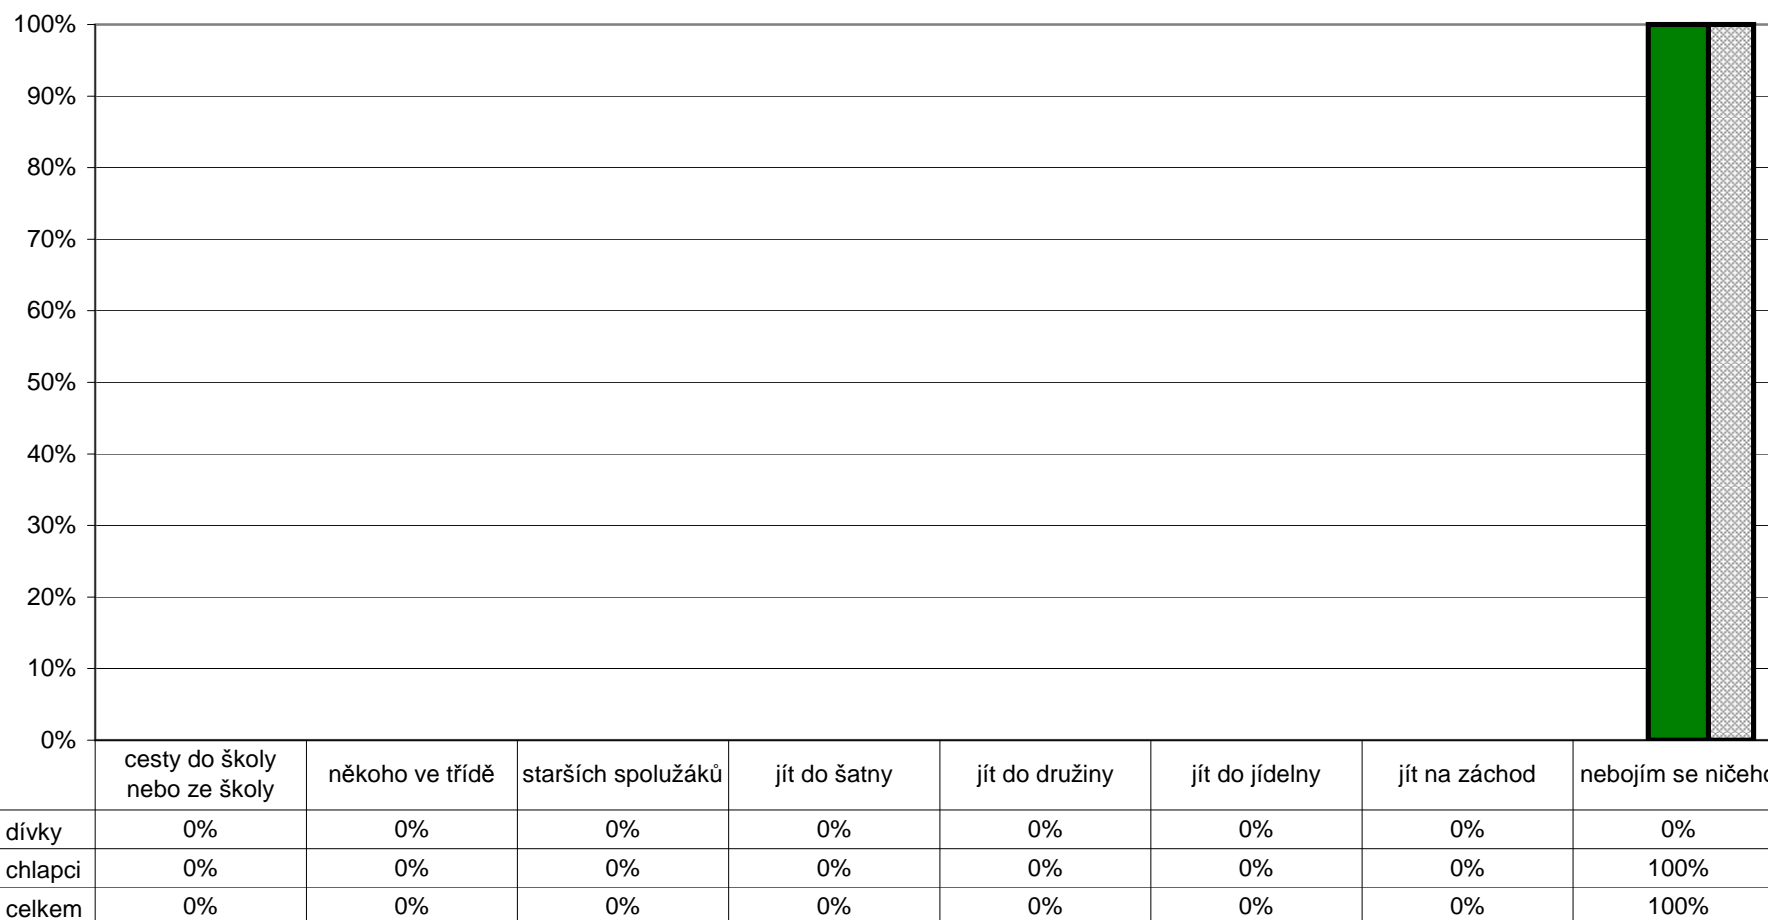 100%
90%
80%
70%
60%
50%
40%
30%
20%
10%
0%
cesty do školy
nebo ze školy
někoho ve třídě
starších spolužáků
jít do šatny
jít do družiny
jít do jídelny
jít na záchod
nebojím se ničeho
dívky 0% 0% 0% 0% 0% 0% 0% 0%
chlapci 0% 0% 0% 0% 0% 0% 0% 100%
celkem 0% 0% 0% 0% 0% 0% 0% 100%